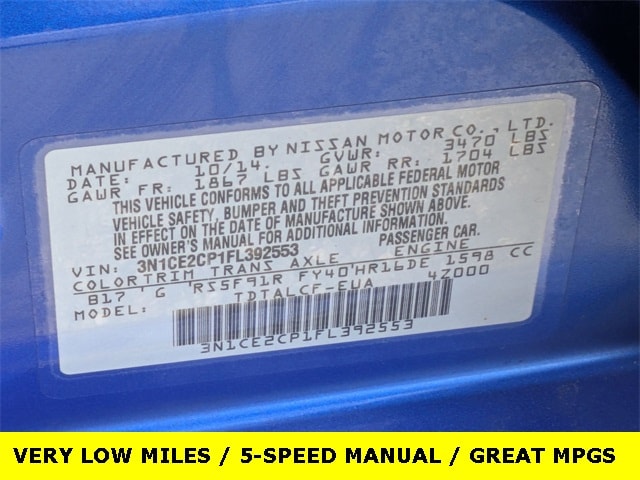 MANUFACTURED BY NISSAN MOTOR CO., LTD.
DATE: 10/14. GVWR: 3470 LBS
GAWR FR: 1867 LBS GAWR RR: 1704 LBS
THIS VEHICLE CONFORMS TO ALL APPLICABLE FEDERAL MOTOR
VEHICLE SAFETY, BUMPER AND THEFT PREVENTION STANDARDS
IN EFFECT ON THE DATE OF MANUFACTURE SHOWN ABOVE.
SEE OWNER'S MANUAL FOR ADDITIONAL INFORMATION.
VIN: 3N1CE2CP1FL392553 PASSENGER CAR.
COLOR TRIM TRANS AXLE ENGINE
B17 G RS5F91R FY40 HR16DE 1598 CC
MODEL: TDTALCF-EUA 4Z000
3N1CE2CP1FL392553
VERY LOW MILES / 5-SPEED MANUAL / GREAT MPGS